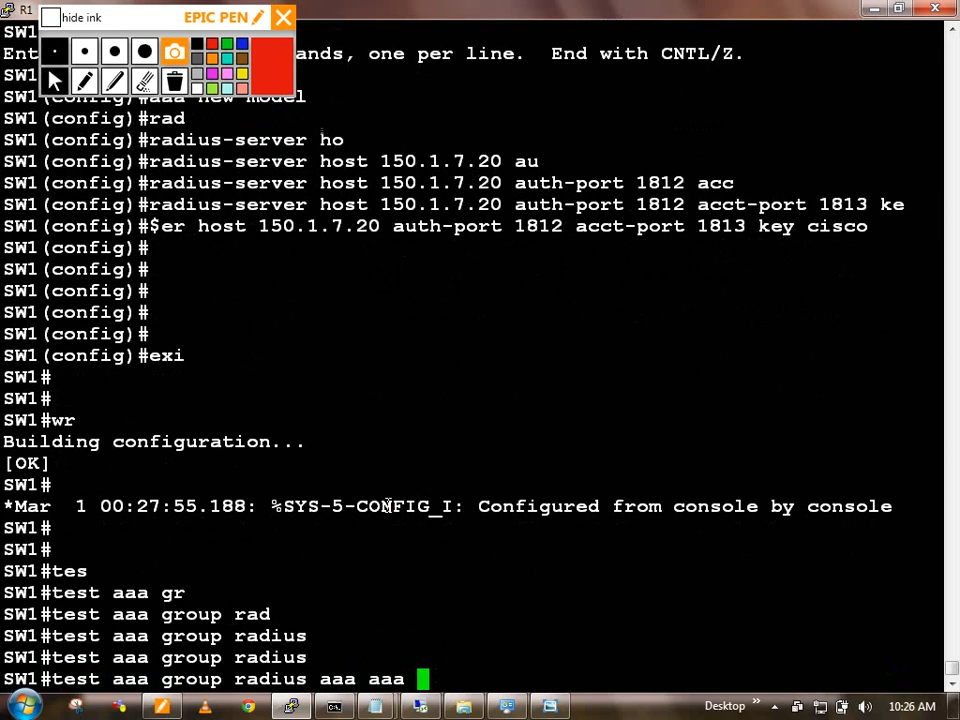 R1
hide ink
EPIC PEN
SW1
Ent ands, one per line. End with CNTL/Z.
SW1
SW1(config)#aaa new model
SW1(config)#rad
SW1(config)#radius-server ho
SW1(config)#radius-server host 150.1.7.20 au
SW1(config)#radius-server host 150.1.7.20 auth-port 1812 acc
SW1(config)#radius-server host 150.1.7.20 auth-port 1812 acct-port 1813 ke
SW1(config)#$er host 150.1.7.20 auth-port 1812 acct-port 1813 key cisco
SW1(config)#
SW1(config)#
SW1(config)#
SW1(config)#
SW1(config)#
SW1(config)#exi
SW1#
SW1#
SW1#wr
Building configuration...
[OK]
SW1#
*Mar 1 00:27:55.188: %SYS-5-CONFIG_I: Configured from console by console
SW1#
SW1#
SW1#tes
SW1#test aaa gr
SW1#test aaa group rad
SW1#test aaa group radius
SW1#test aaa group radius
SW1#test aaa group radius aaa aaa
Desktop » 10:26 AM